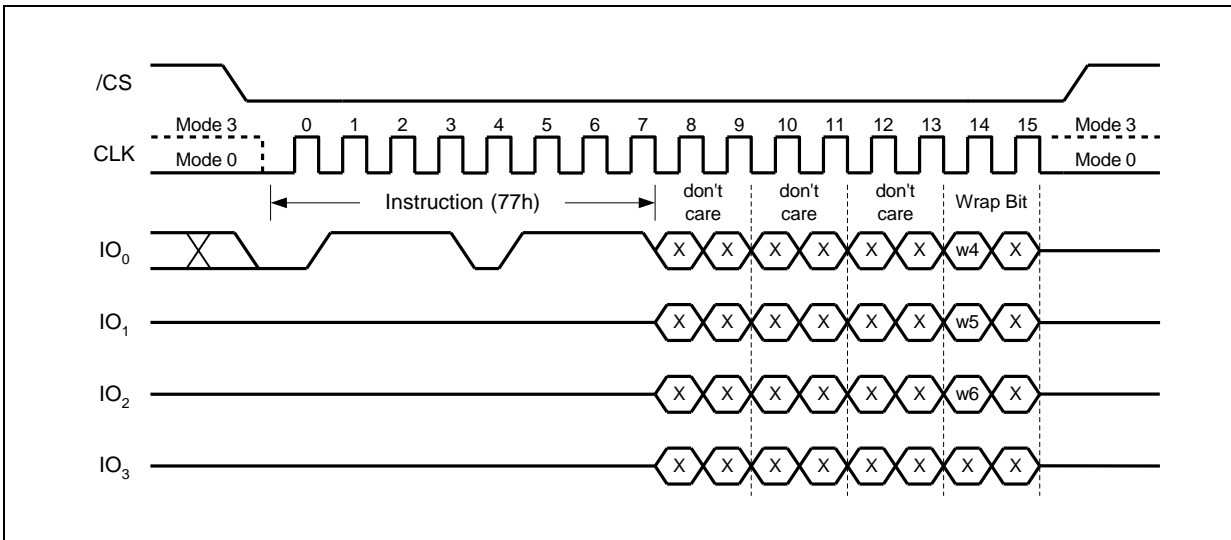 /CS
Mode 3 0 1 2 3 4 5 6 7 8 9 10 11 12 13 14 15 Mode 3
CLK Mode 0 Mode 0
Instruction (77h) don't care don't care don't care Wrap Bit
IO0 X X X X X X w4 X
IO1 X X X X X X w5 X
IO2 X X X X X X w6 X
IO3 X X X X X X X X